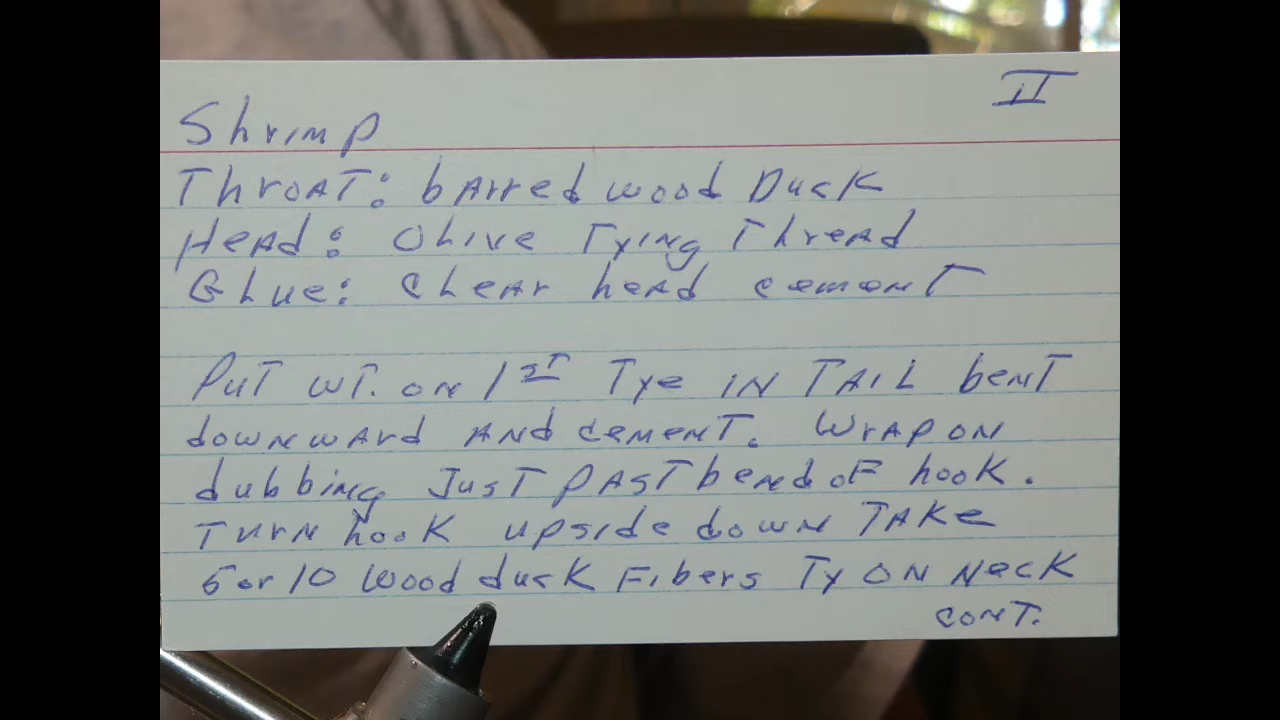 II
Shrimp
Throat: barred wood Duck
Head: Olive Tying Thread
Glue: Clear head cement
Put wt. on 1st Tye in Tail bent
downward and cement. Wrap on
dubbing Just past bend of hook.
Turn hook upside down Take
5 or 10 wood duck Fibers Ty on Neck
cont.